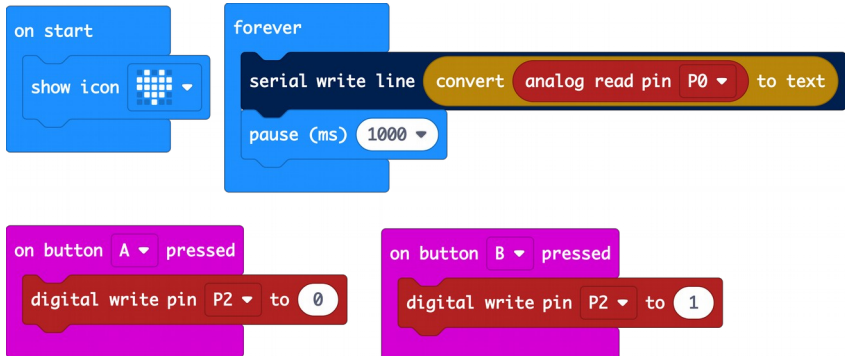 on start
show icon
forever
serial write line convert analog read pin P0 to text
pause (ms) 1000
on button A pressed
digital write pin P2 to 0
on button B pressed
digital write pin P2 to 1